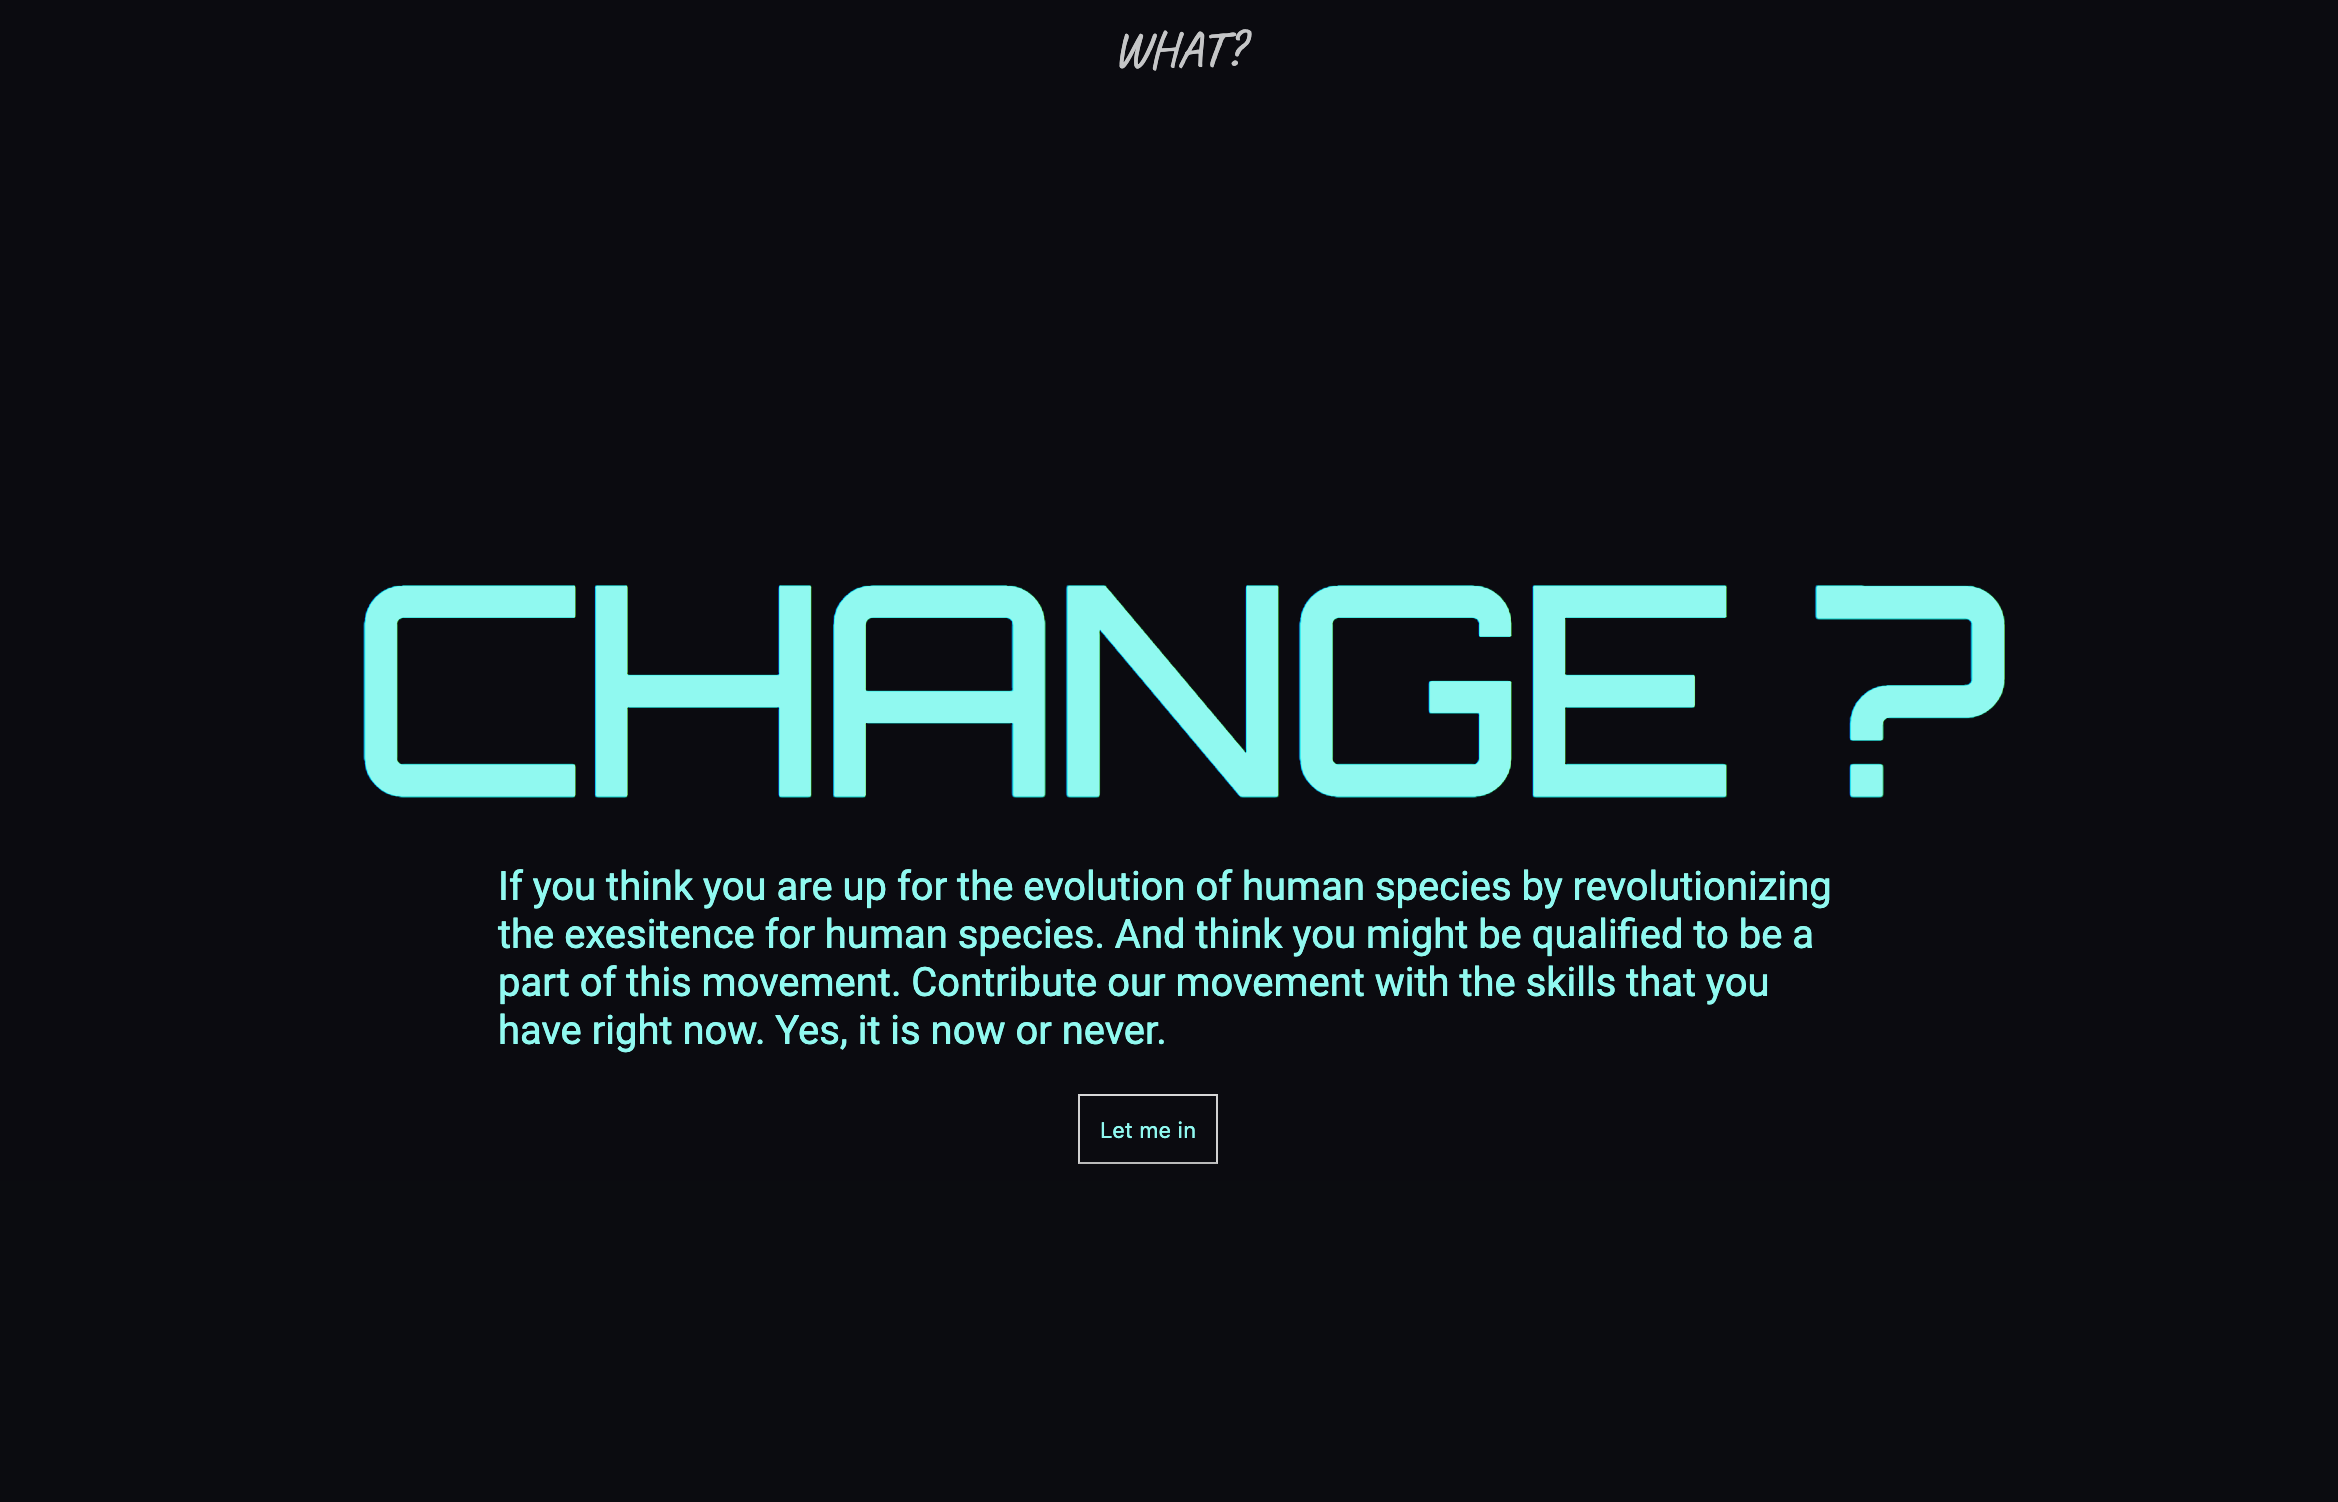 WHAT?
CHANGE ?
If you think you are up for the evolution of human species by revolutionizing
the exesitence for human species. And think you might be qualified to be a
part of this movement. Contribute our movement with the skills that you
have right now. Yes, it is now or never.
Let me in